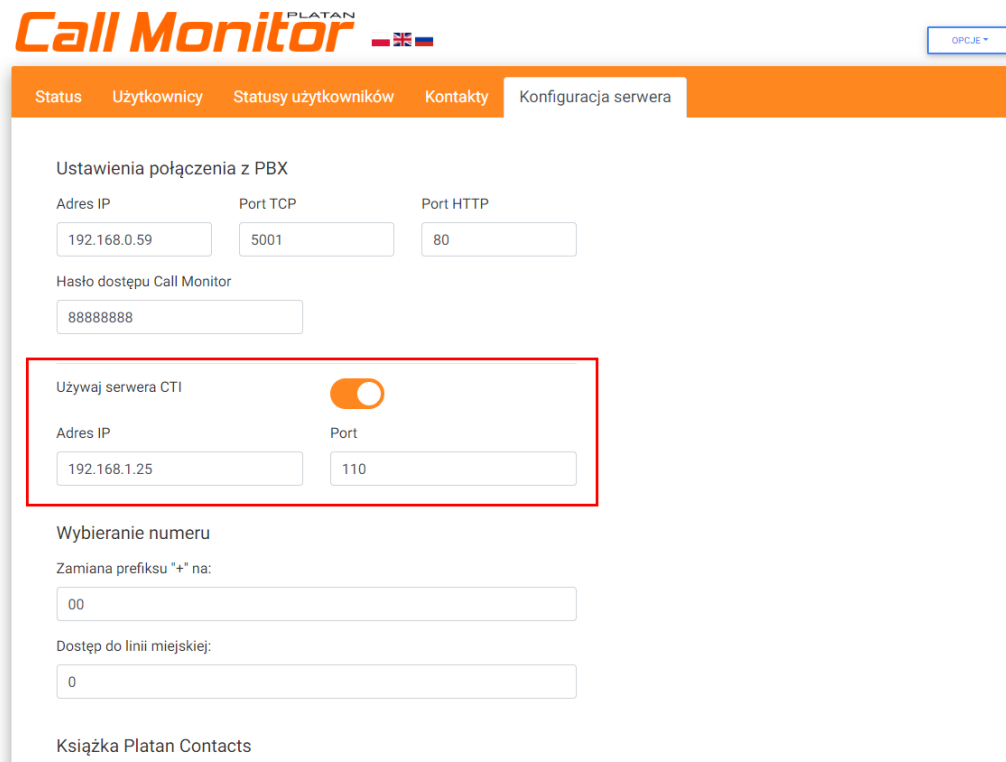 PLATAN
Call Monitor
OPCJE
Status Użytkownicy Statusy użytkowników Kontakty Konfiguracja serwera
Ustawienia połączenia z PBX
Adres IP Port TCP Port HTTP
192.168.0.59 5001 80
Hasło dostępu Call Monitor
88888888
Używaj serwera CTI
Adres IP Port
192.168.1.25 110
Wybieranie numeru
Zamiana prefiksu "+" na:
00
Dostęp do linii miejskiej:
0
Książka Platan Contacts